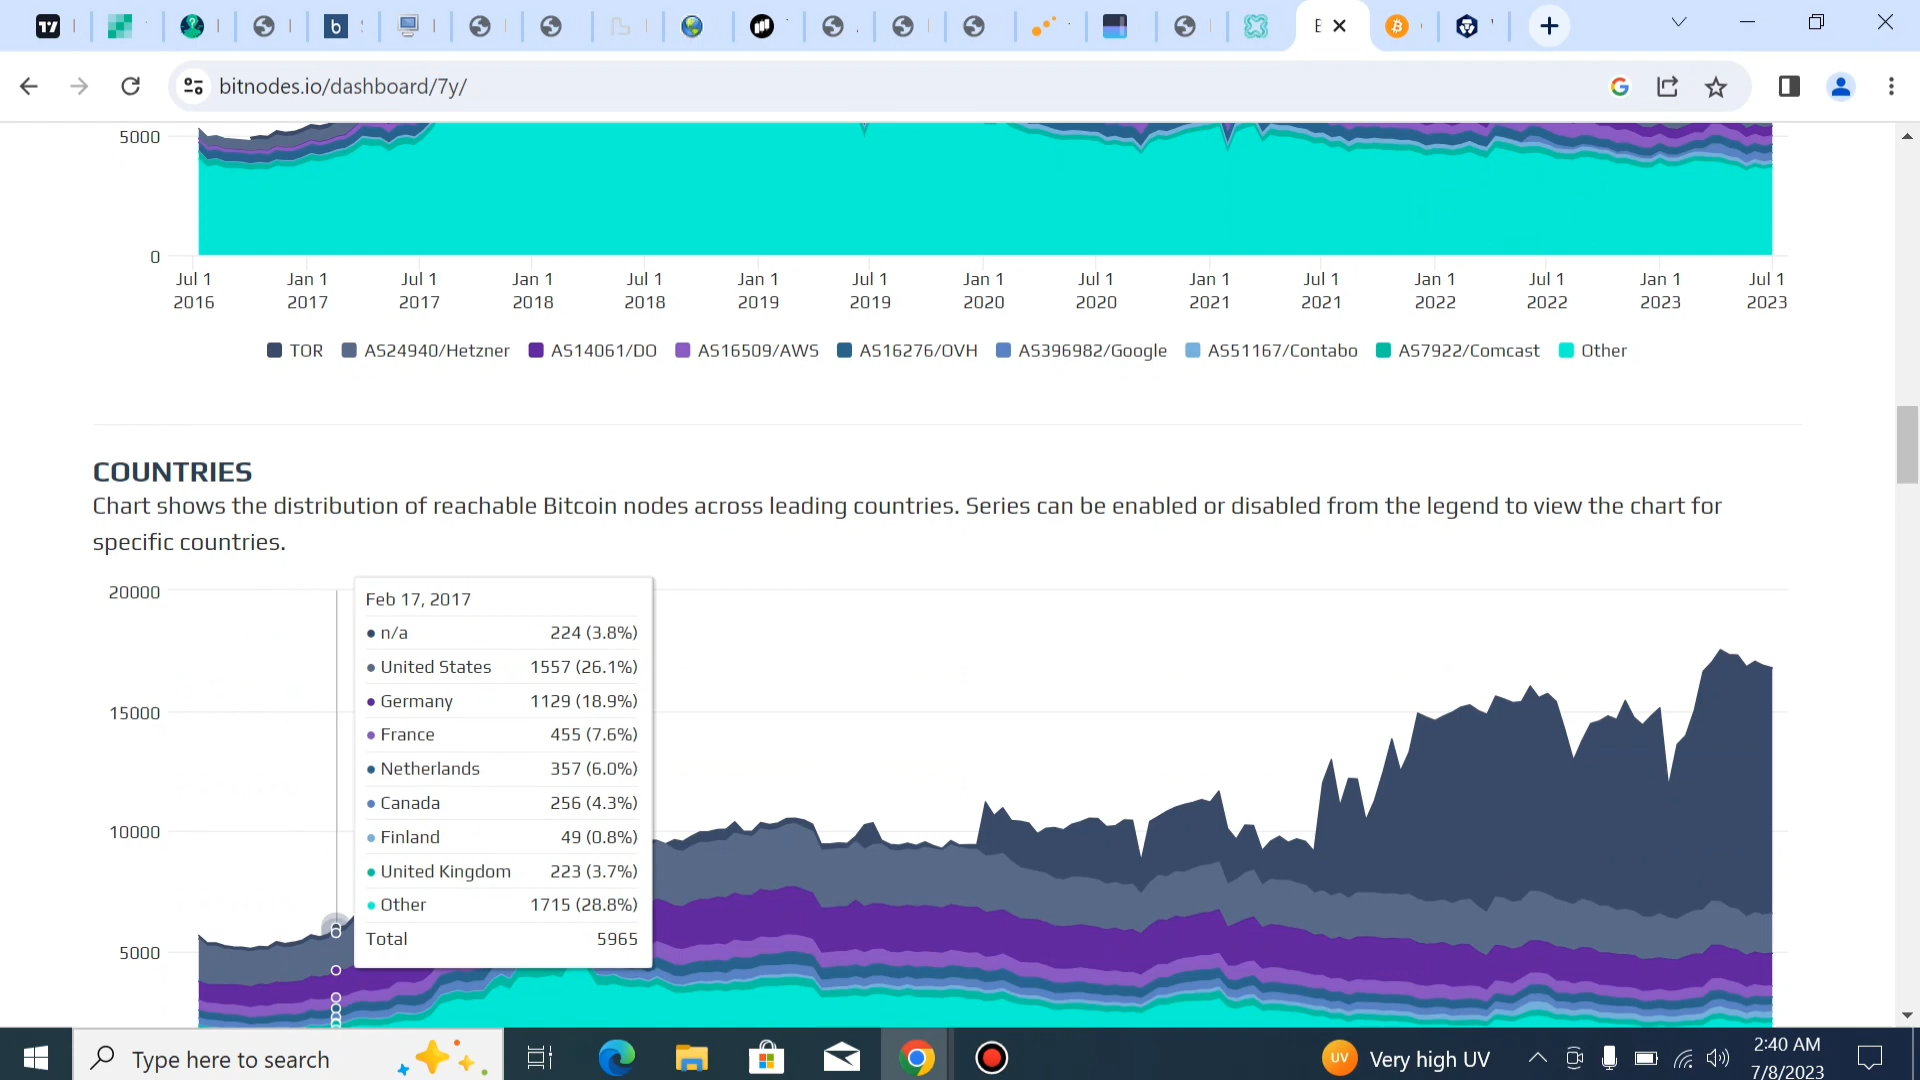 bitnodes.io/dashboard/7y/
5000
0
Jul 1 2016
Jan 1 2017
Jul 1 2017
Jan 1 2018
Jul 1 2018
Jan 1 2019
Jul 1 2019
Jan 1 2020
Jul 1 2020
Jan 1 2021
Jul 1 2021
Jan 1 2022
Jul 1 2022
Jan 1 2023
Jul 1 2023
TOR AS24940/Hetzner AS14061/DO AS16509/AWS AS16276/OVH AS396982/Google AS51167/Contabo AS7922/Comcast Other
COUNTRIES
Chart shows the distribution of reachable Bitcoin nodes across leading countries. Series can be enabled or disabled from the legend to view the chart for
specific countries.
20000
15000
10000
5000
Feb 17, 2017
n/a 224 (3.8%)
United States 1557 (26.1%)
Germany 1129 (18.9%)
France 455 (7.6%)
Netherlands 357 (6.0%)
Canada 256 (4.3%)
Finland 49 (0.8%)
United Kingdom 223 (3.7%)
Other 1715 (28.8%)
Total 5965
Type here to search
UV Very high UV
2:40 AM
7/8/2023